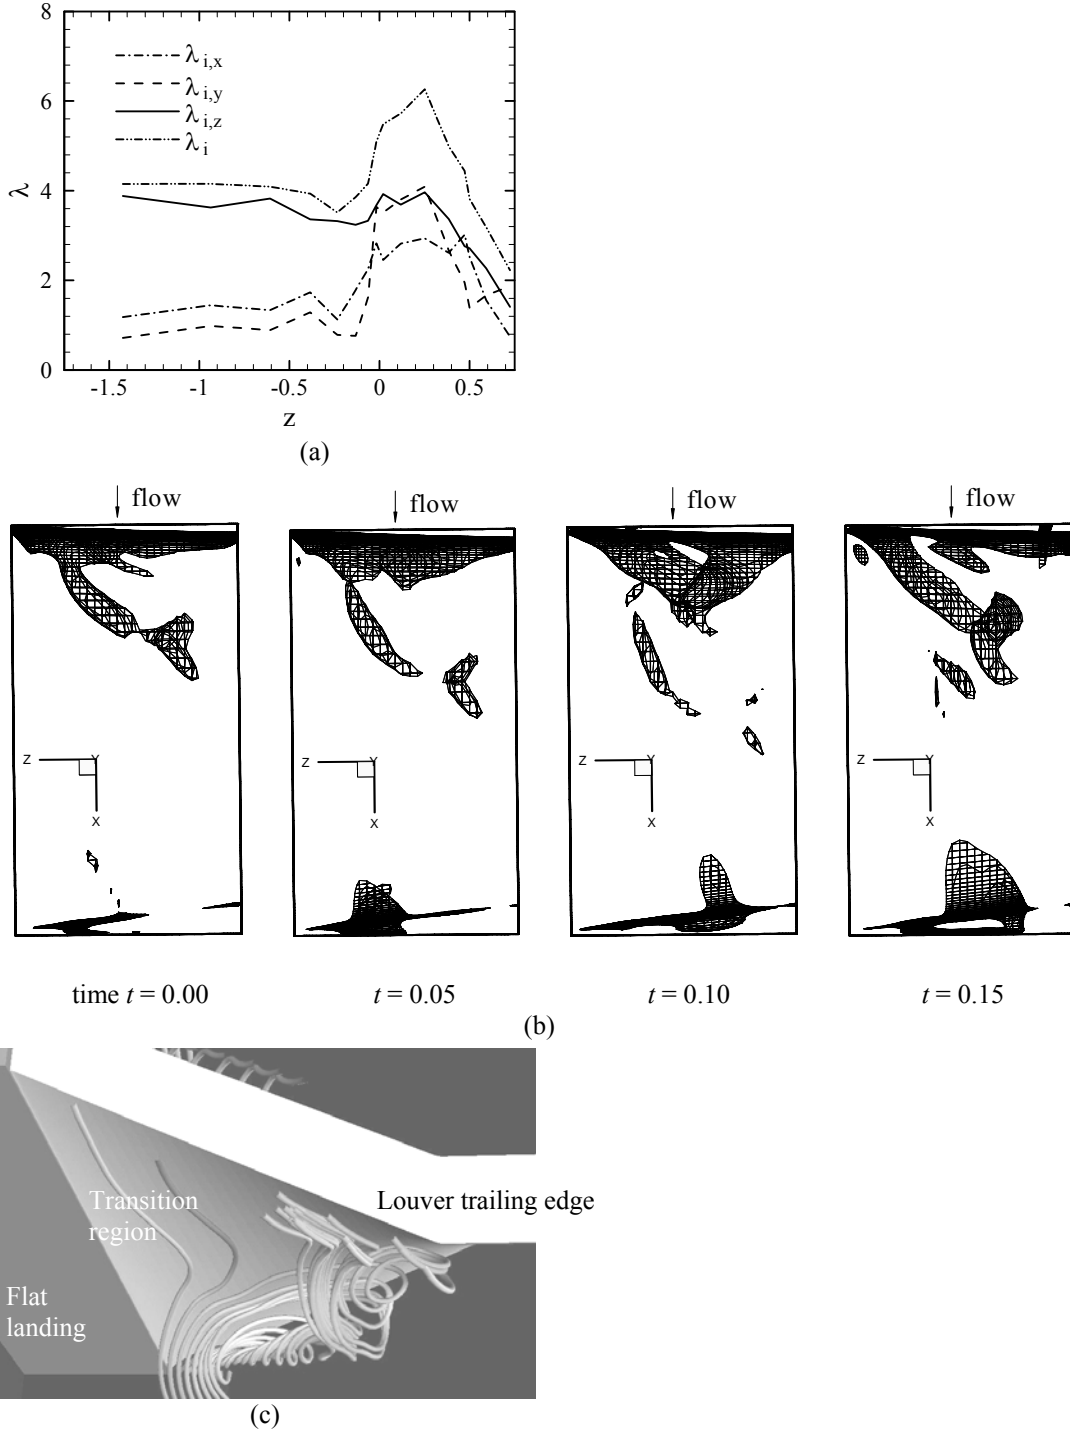 8
λ i,x
λ i,y
6
λ i,z
λ i
λ
4
2
0
-1.5
-1
-0.5
0
0.5
z
(a)
flow
flow
flow
flow
Z
Y
X
Z
Y
X
Z
Y
X
Z
Y
X
time t = 0.00
t = 0.05
t = 0.10
t = 0.15
(b)
Transition
region
Louver trailing edge
Flat
landing
(c)